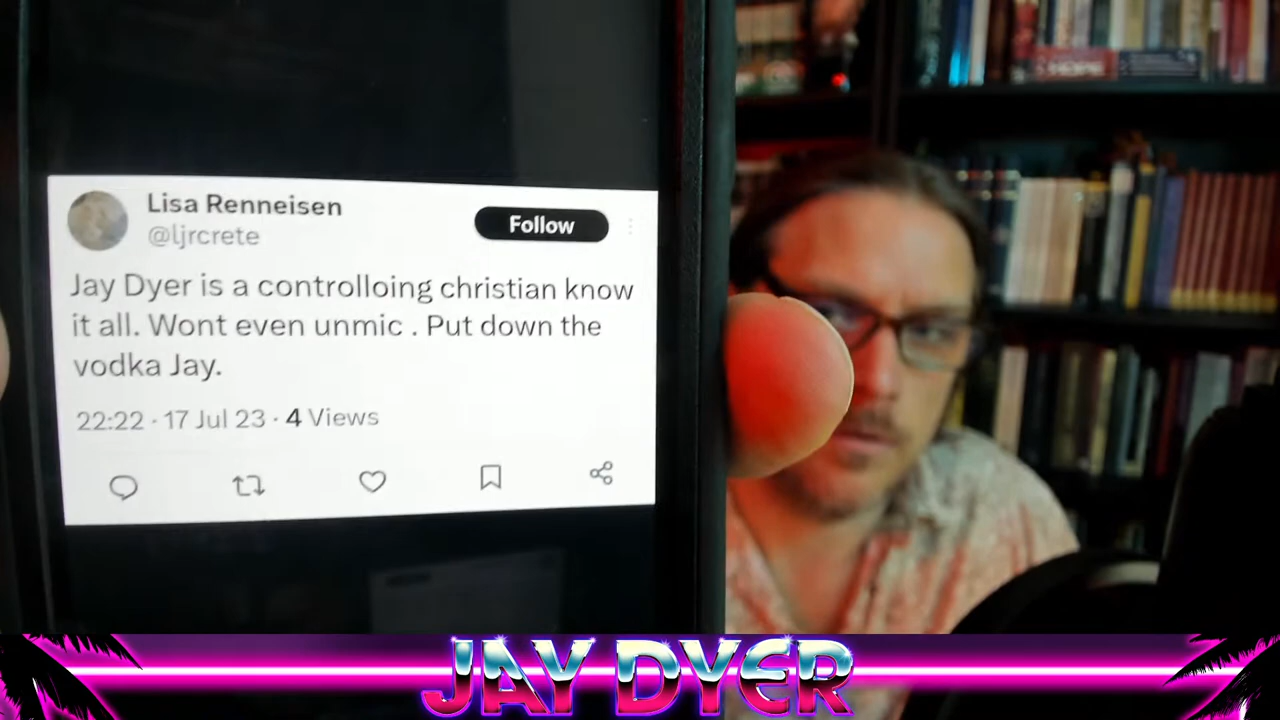 Lisa Renneisen
@ljrcrete
Follow
Jay Dyer is a controlloing christian know
it all. Wont even unmic . Put down the
vodka Jay.
22:22 · 17 Jul 23 · 4 Views
HOPE
JAY DYER